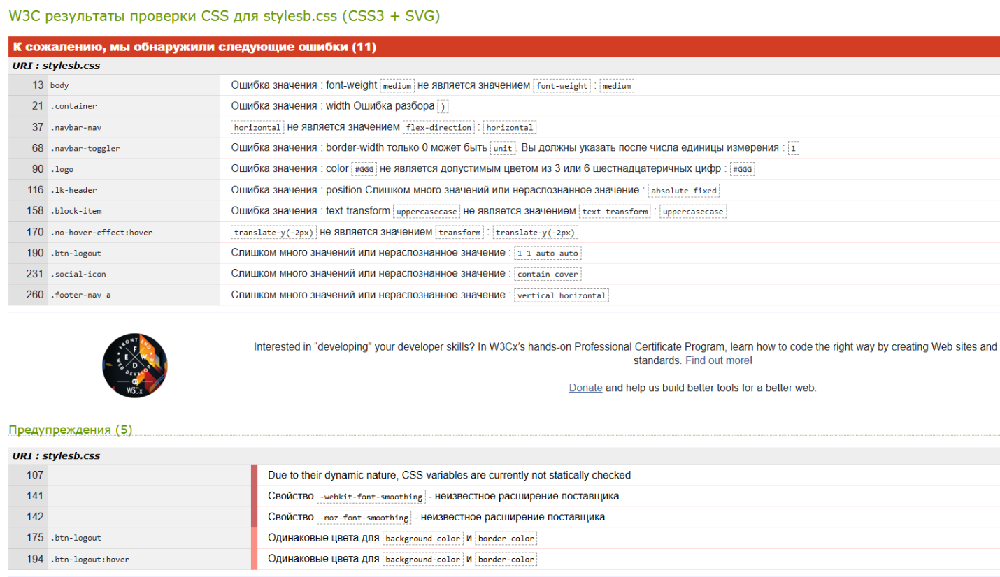 W3C результаты проверки CSS для stylesb.css (CSS3 + SVG)
К сожалению, мы обнаружили следующие ошибки (11)
URI : stylesb.css
13 body Ошибка значения : font-weight medium не является значением font-weight : medium
21 .container Ошибка значения : width Ошибка разбора )
37 .navbar-nav horizontal не является значением flex-direction : horizontal
68 .navbar-toggler Ошибка значения : border-width только 0 может быть unit. Вы должны указать после числа единицы измерения : 1
90 .logo Ошибка значения : color #GGG не является допустимым цветом из 3 или 6 шестнадцатеричных цифр : #GGG
116 .lk-header Ошибка значения : position Слишком много значений или нераспознанное значение : absolute fixed
158 .block-item Ошибка значения : text-transform uppercasecase не является значением text-transform : uppercasecase
170 .no-hover-effect:hover translate-y(-2px) не является значением transform : translate-y(-2px)
190 .btn-logout Слишком много значений или нераспознанное значение : 1 1 auto auto
231 .social-icon Слишком много значений или нераспознанное значение : contain cover
260 .footer-nav a Слишком много значений или нераспознанное значение : vertical horizontal
FRONT END
F
E W
D
WEB DEVELOPER
BY
W3Cx
Interested in “developing” your developer skills? In W3Cx’s hands-on Professional Certificate Program, learn how to code the right way by creating Web sites and
standards. Find out more!
Donate and help us build better tools for a better web.
Предупреждения (5)
URI : stylesb.css
107 Due to their dynamic nature, CSS variables are currently not statically checked
141 Свойство -webkit-font-smoothing - неизвестное расширение поставщика
142 Свойство -moz-font-smoothing - неизвестное расширение поставщика
175 .btn-logout Одинаковые цвета для background-color и border-color
194 .btn-logout:hover Одинаковые цвета для background-color и border-color